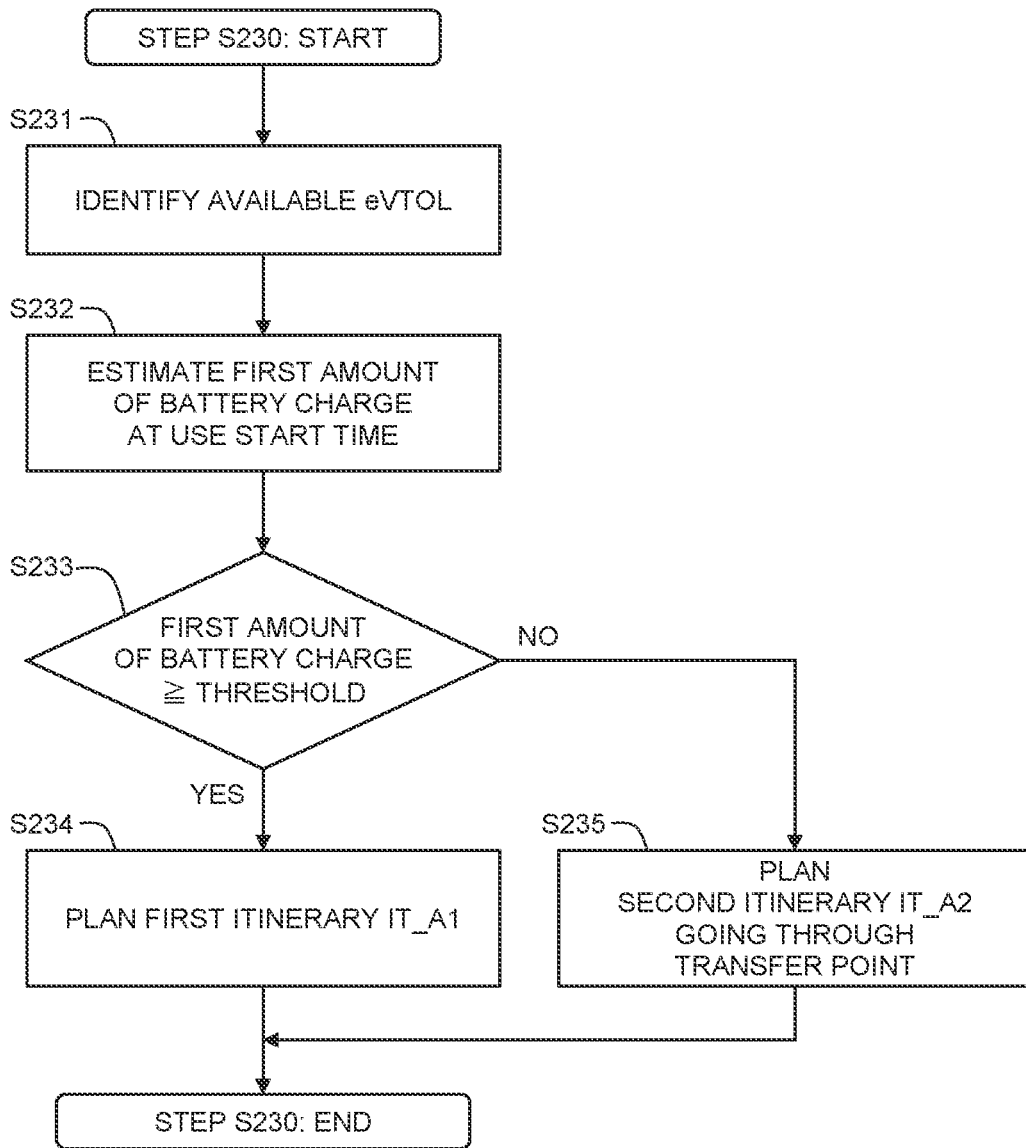 STEP S230: START
S231
IDENTIFY AVAILABLE eVTOL
S232
ESTIMATE FIRST AMOUNT
OF BATTERY CHARGE
AT USE START TIME
S233
FIRST AMOUNT
OF BATTERY CHARGE
≧ THRESHOLD
NO
YES
S234
PLAN FIRST ITINERARY IT_A1
S235
PLAN
SECOND ITINERARY IT_A2
GOING THROUGH
TRANSFER POINT
STEP S230: END